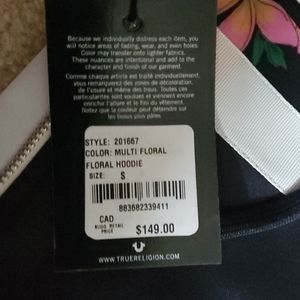 Because we individually distress each item, you
will notice areas of fading, wear, and even holes.
Color may transfer onto lighter fabrics.
These nuances are intentional and add to the
character and finish of our garment.
Comme chaque article est traité individuellement,
vous remarquerez des zones de décoloration,
de l'usure et même des trous. Toutes ces
particularités sont voulues et viennent encore
enrichir l'allure et le fini du vêtement.
Notez que la couleur peut déteindre sur
les tissus plus pâles
STYLE: 201667
COLOR: MULTI FLORAL
FLORAL HOODIE
SIZE: S
883682339411
CAD
SUGG. RETAIL
PRICE
$149.00
WWW.TRUERELIGION.COM